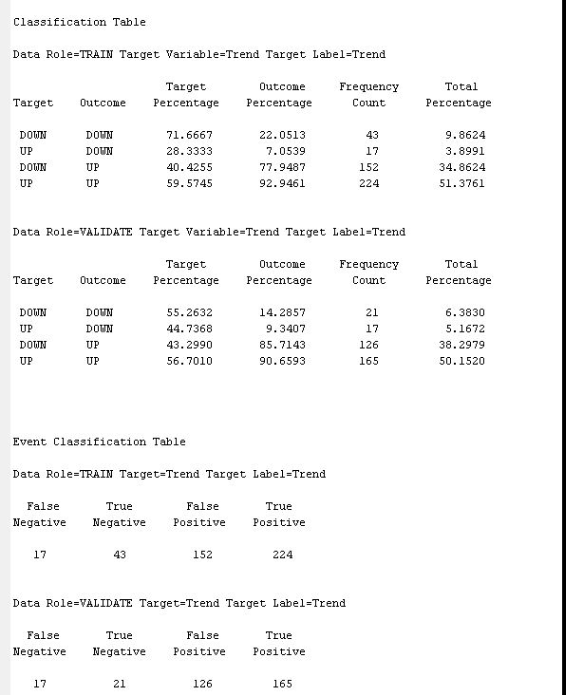 Classification Table
Data Role=TRAIN Target Variable=Trend Target Label=Trend
Target Outcome Frequency Total
Target Outcome Percentage Percentage Count Percentage
DOWN DOWN 71.6667 22.0513 43 9.8624
UP DOWN 28.3333 7.0539 17 3.8991
DOWN UP 40.4255 77.9487 152 34.8624
UP UP 59.5745 92.9461 224 51.3761
Data Role=VALIDATE Target Variable=Trend Target Label=Trend
Target Outcome Frequency Total
Target Outcome Percentage Percentage Count Percentage
DOWN DOWN 55.2632 14.2857 21 6.3830
UP DOWN 44.7368 9.3407 17 5.1672
DOWN UP 43.2990 85.7143 126 38.2979
UP UP 56.7010 90.6593 165 50.1520
Event Classification Table
Data Role=TRAIN Target=Trend Target Label=Trend
False True False True
Negative Negative Positive Positive
17 43 152 224
Data Role=VALIDATE Target=Trend Target Label=Trend
False True False True
Negative Negative Positive Positive
17 21 126 165